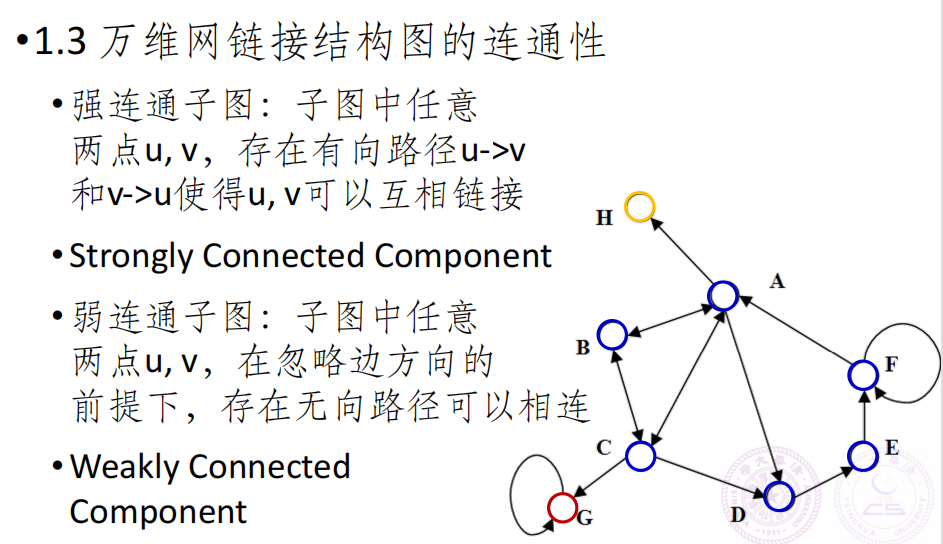 •1.3 万维网链接结构图的连通性
•强连通子图：子图中任意
两点u, v，存在有向路径u->v
和v->u使得u, v可以互相链接
•Strongly Connected Component
•弱连通子图：子图中任意
两点u, v，在忽略边方向的
前提下，存在无向路径可以相连
•Weakly Connected
Component
H
A
B
F
C
E
G
D